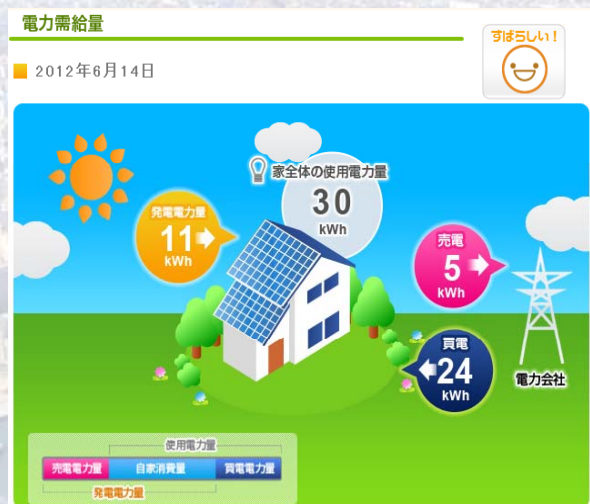 電力需給量
すばらしい！
2012年6月14日
家全体の使用電力量
30
kWh
発電電力量
11
kWh
売電
5
kWh
買電
24
kWh
電力会社
使用電力量
売電電力量 自家消費量 買電電力量
発電電力量